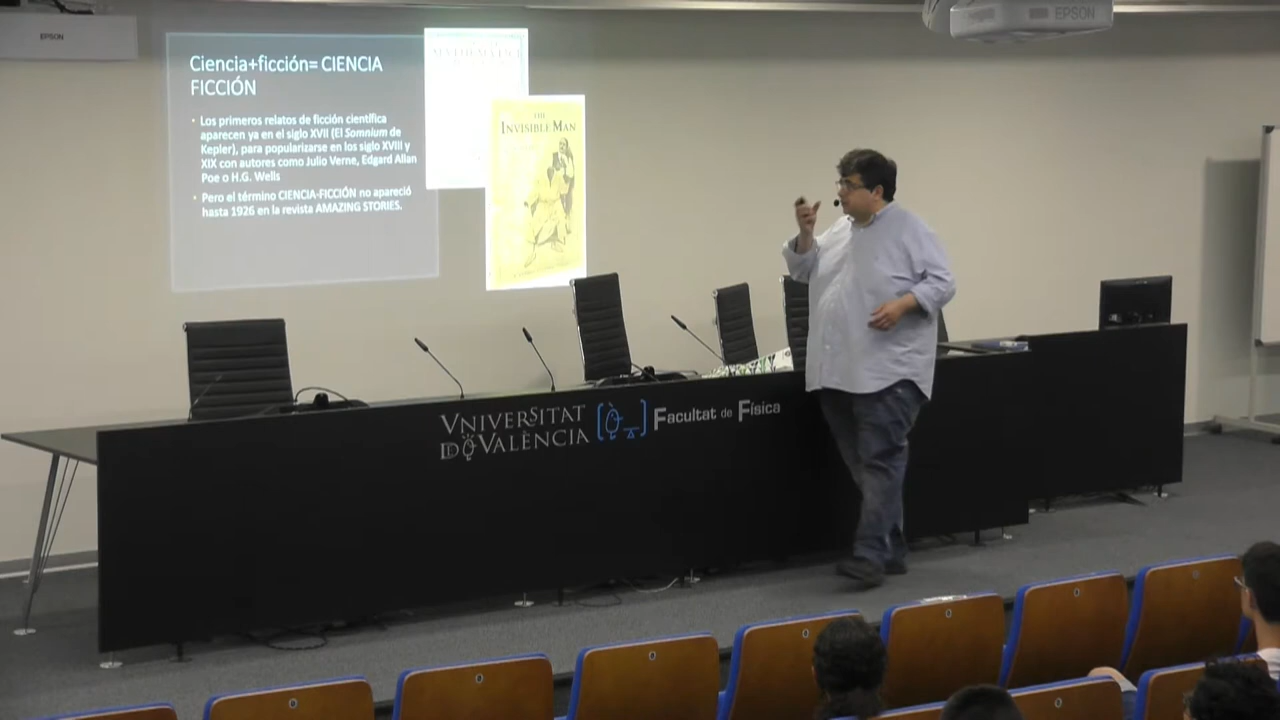 EPSON
EPSON
Ciencia+ficción= CIENCIA
FICCIÓN
• Los primeros relatos de ficción científica
aparecen ya en el siglo XVII (El Somnium de
Kepler), para popularizarse en los siglo XVIII y
XIX con autores como Julio Verne, Edgard Allan
Poe o H.G. Wells
• Pero el término CIENCIA-FICCIÓN no apareció
hasta 1926 en la revista AMAZING STORIES.
THE
INVISIBLE MAN
VNIVERSITAT
DE VALÈNCIA
Facultat de Física